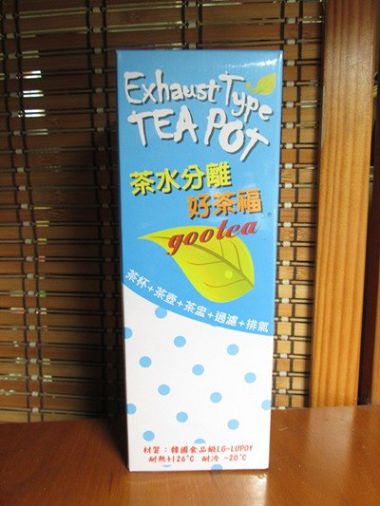 Exhaust Type
TEA POT
茶水分離
好茶福
gootea
茶杯+茶壺+茶盅+過濾+排氣
材質：韓國食品級LG-LUPOY
耐熱+126°C 耐冷 -20°C